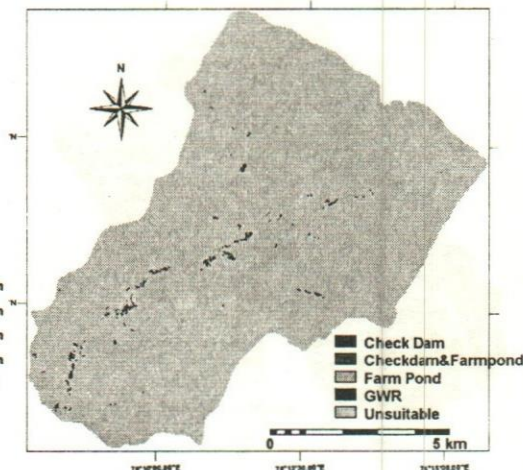 N
Check Dam
Checkdam&Farmpond
Farm Pond
GWR
Unsuitable
0 5 km